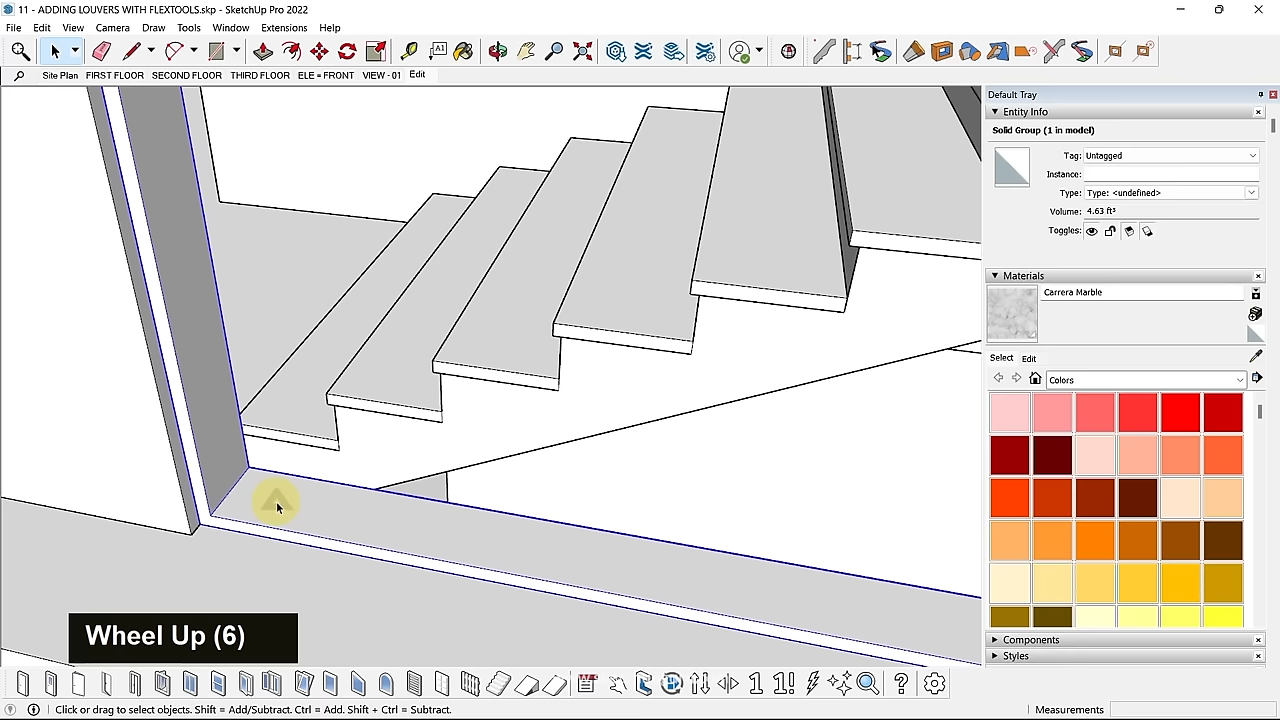 11 - ADDING LOUVERS WITH FLEXTOOLS.skp - SketchUp Pro 2022
File Edit View Camera Draw Tools Window Extensions Help
Site Plan FIRST FLOOR SECOND FLOOR THIRD FLOOR ELE = FRONT VIEW - 01 Edit
Default Tray
Entity Info
Solid Group (1 in model)
Tag: Untagged
Instance:
Type: Type: <undefined>
Volume: 4.63 ft³
Toggles:
Materials
Carrera Marble
Select Edit
Colors
Components
Styles
Wheel Up (6)
Click or drag to select objects. Shift = Add/Subtract. Ctrl = Add. Shift + Ctrl = Subtract.
Measurements